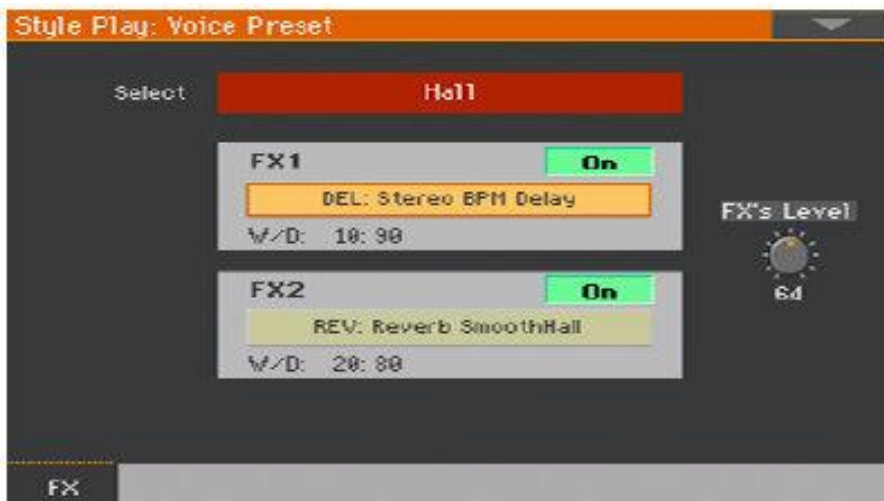 Style Play: Voice Preset
Select Hall
FX1 On
DEL: Stereo BPM Delay
W/D: 10:90
FX's Level
64
FX2 On
REV: Reverb SmoothHall
W/D: 20:80
FX